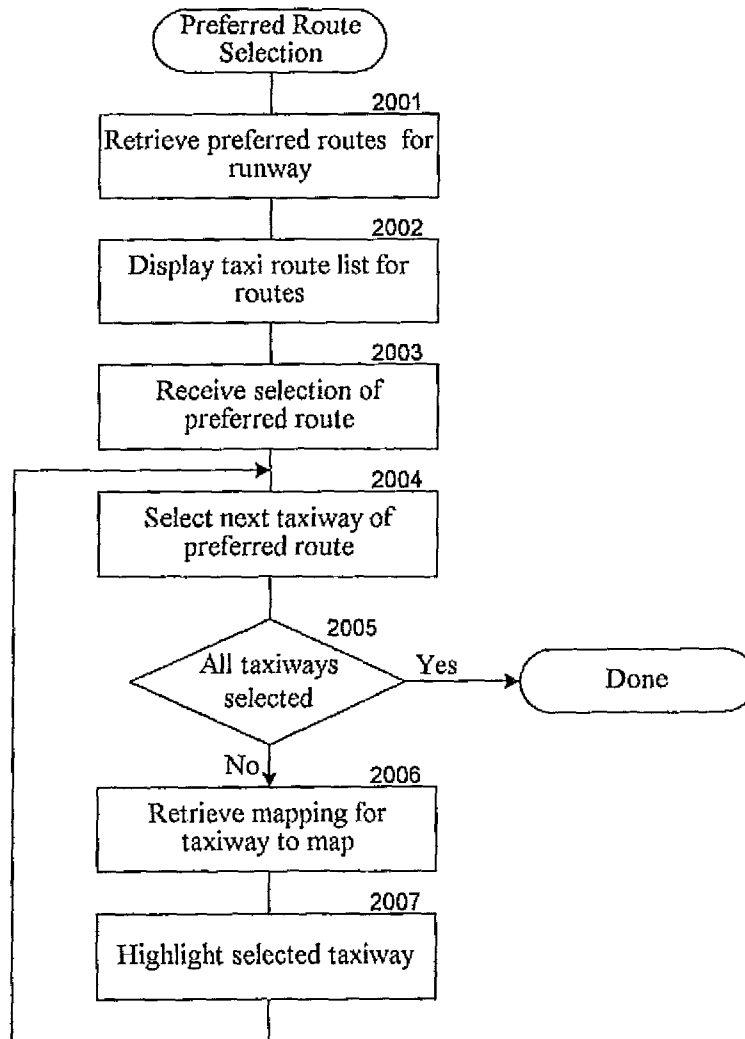 Preferred Route
Selection
2001
Retrieve preferred routes for
runway
2002
Display taxi route list for
routes
2003
Receive selection of
preferred route
2004
Select next taxiway of
preferred route
2005
All taxiways
selected
Yes
Done
No
2006
Retrieve mapping for
taxiway to map
2007
Highlight selected taxiway